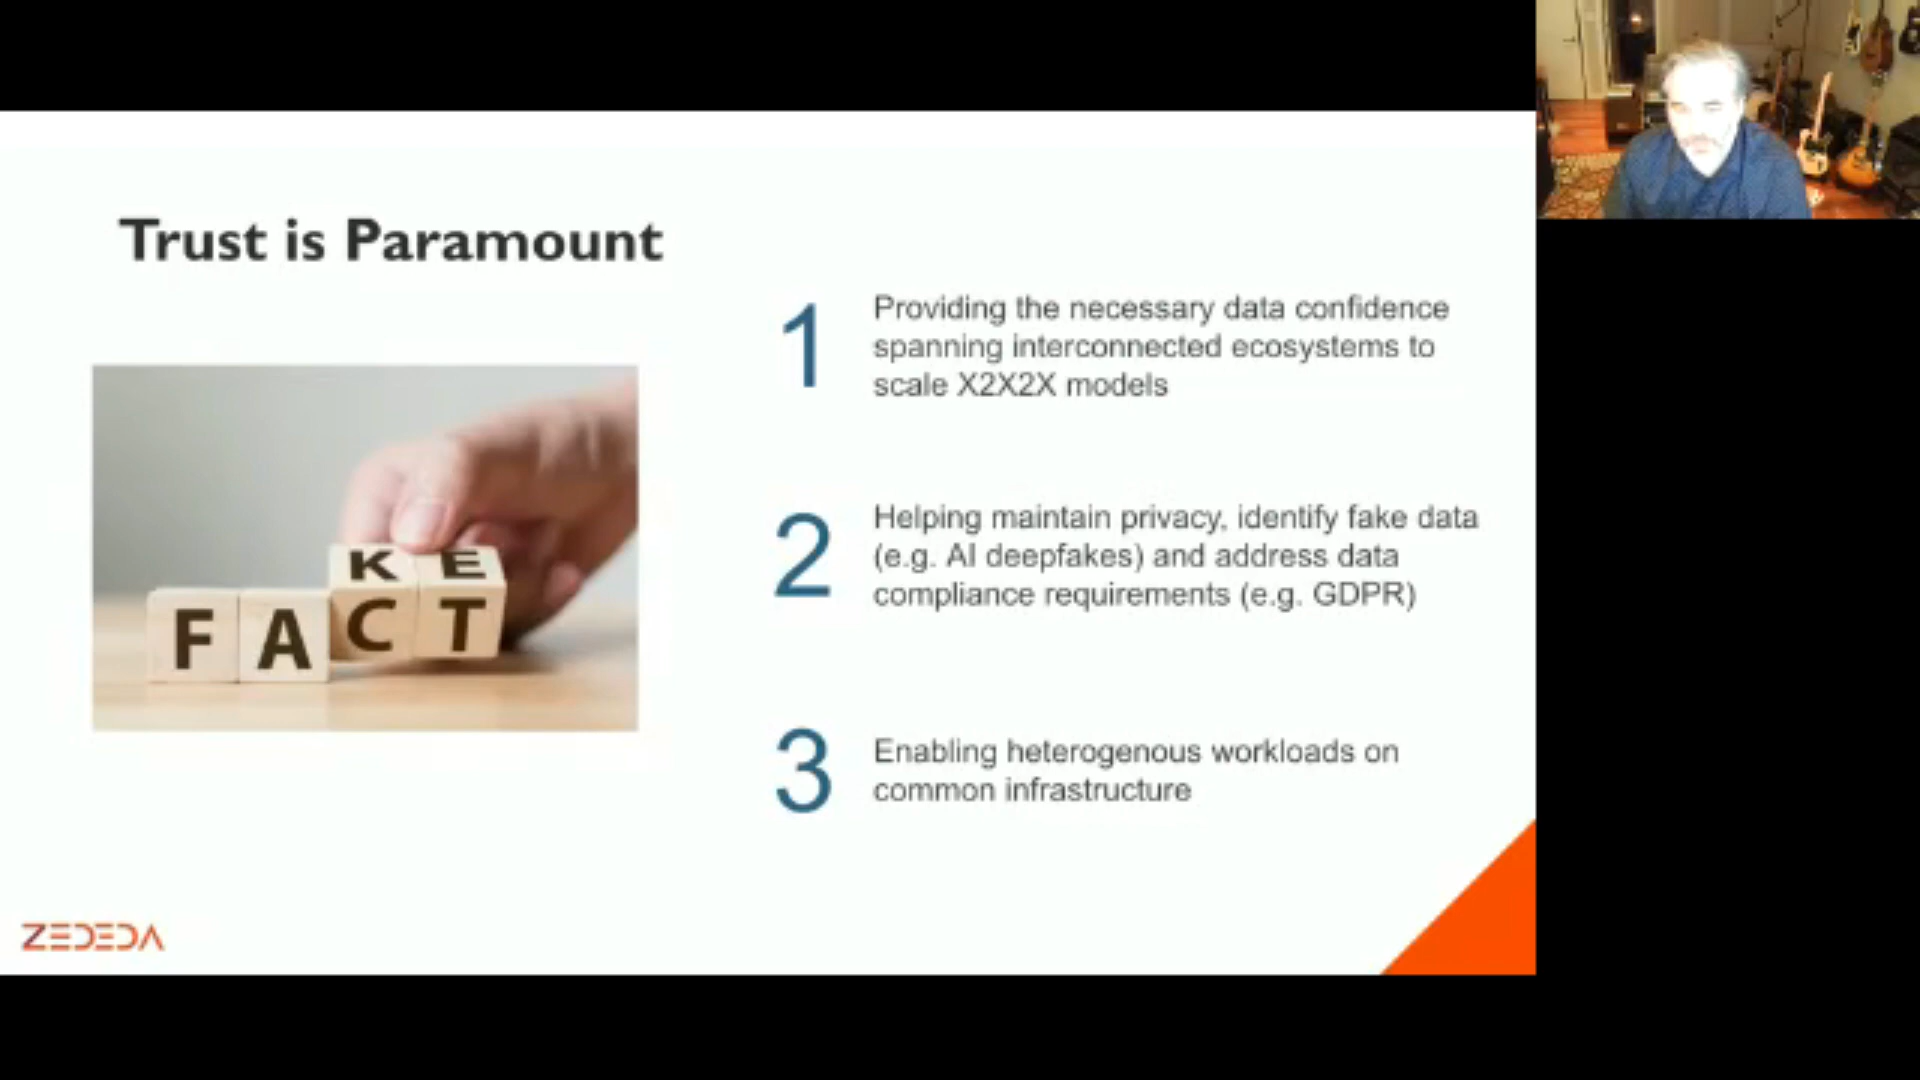 Trust is Paramount
1
Providing the necessary data confidence
spanning interconnected ecosystems to
scale X2X2X models
2
Helping maintain privacy, identify fake data
(e.g. AI deepfakes) and address data
compliance requirements (e.g. GDPR)
3
Enabling heterogenous workloads on
common infrastructure
K E
F A C T
ZEDEDA